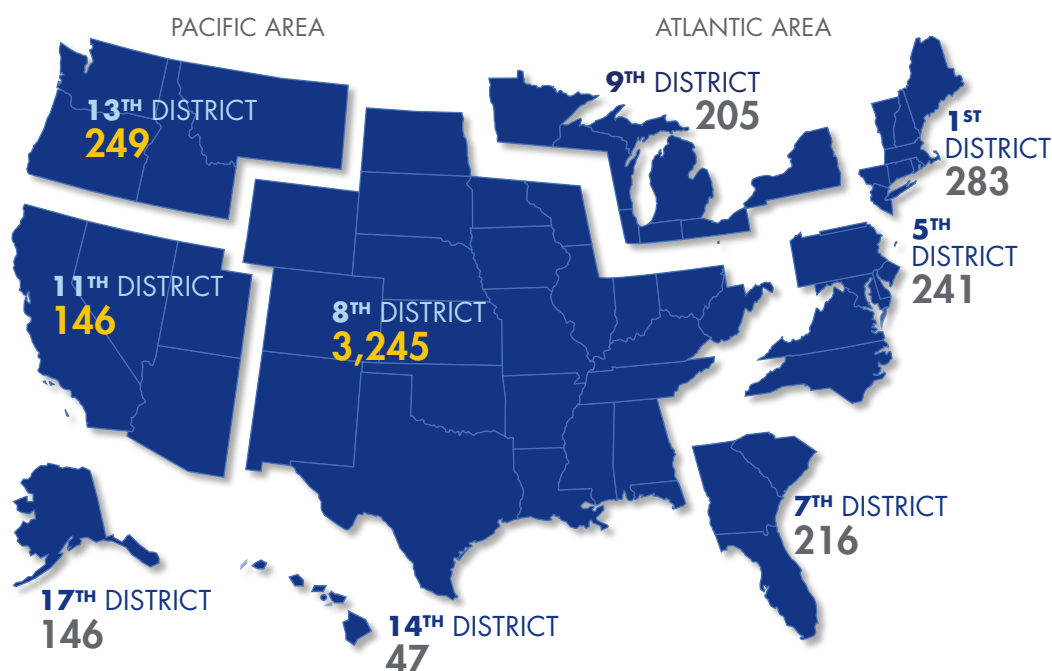 PACIFIC AREA
ATLANTIC AREA
13TH DISTRICT
249
9TH DISTRICT
205
1ST
DISTRICT
283
5TH
DISTRICT
241
11TH DISTRICT
146
8TH DISTRICT
3,245
7TH DISTRICT
216
17TH DISTRICT
146
14TH DISTRICT
47